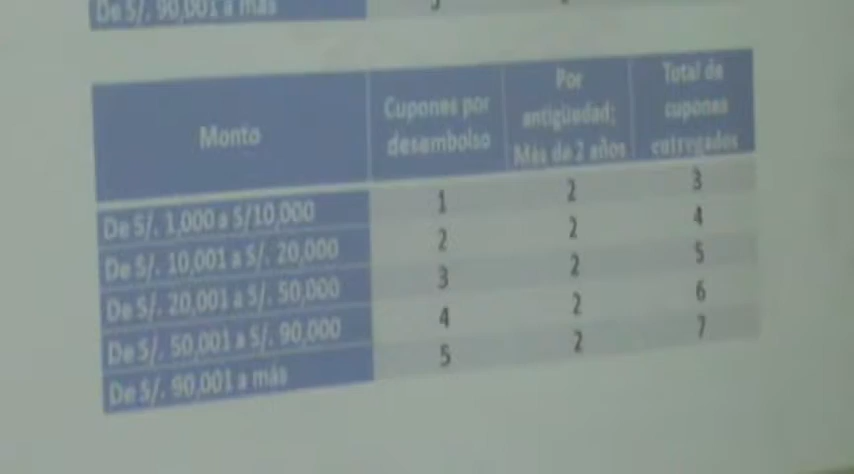 De S/. 90,001 a más
Monto Cupones por desembolso Por antigüedad; Más de 2 años Total de cupones entregados
De S/. 1,000 a S/10,000 1 2 3
De S/. 10,001 a S/. 20,000 2 2 4
De S/. 20,001 a S/. 50,000 3 2 5
De S/. 50,001 a S/. 90,000 4 2 6
De S/. 90,001 a más 5 2 7